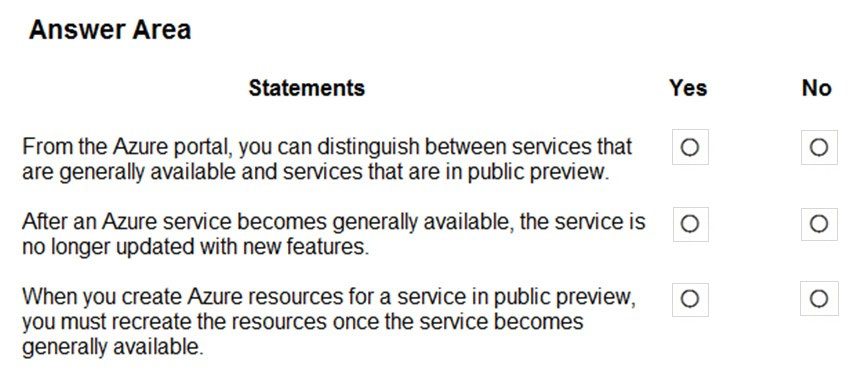 Answer Area
Statements Yes No
From the Azure portal, you can distinguish between services that
are generally available and services that are in public preview.
After an Azure service becomes generally available, the service is
no longer updated with new features.
When you create Azure resources for a service in public preview,
you must recreate the resources once the service becomes
generally available.